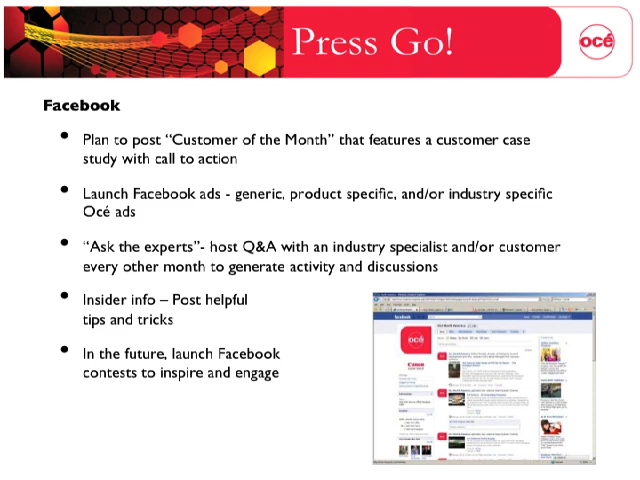 Press Go!
océ
Facebook
• Plan to post “Customer of the Month” that features a customer case
study with call to action
• Launch Facebook ads - generic, product specific, and/or industry specific
Océ ads
• “Ask the experts”- host Q&A with an industry specialist and/or customer
every other month to generate activity and discussions
• Insider info – Post helpful
tips and tricks
• In the future, launch Facebook
contests to inspire and engage
facebook
océ
Canon